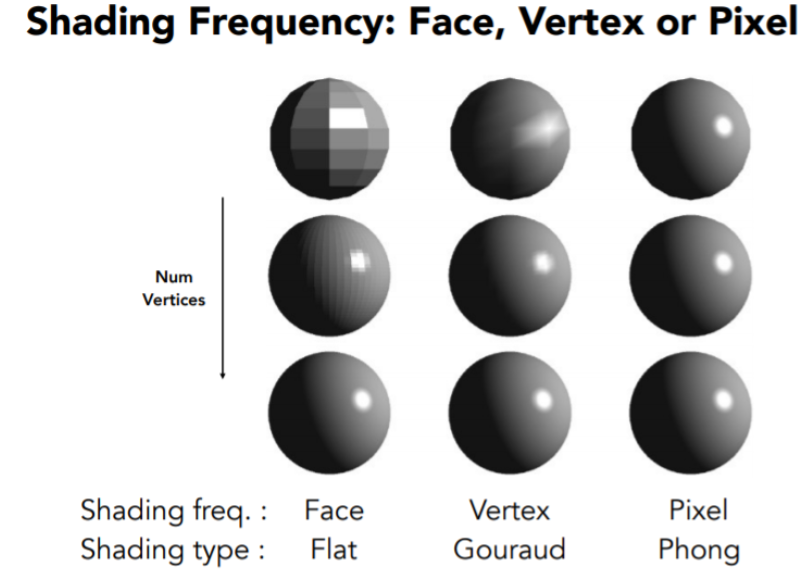 Shading Frequency: Face, Vertex or Pixel
Num
Vertices
Shading freq. : Face Vertex Pixel
Shading type : Flat Gouraud Phong